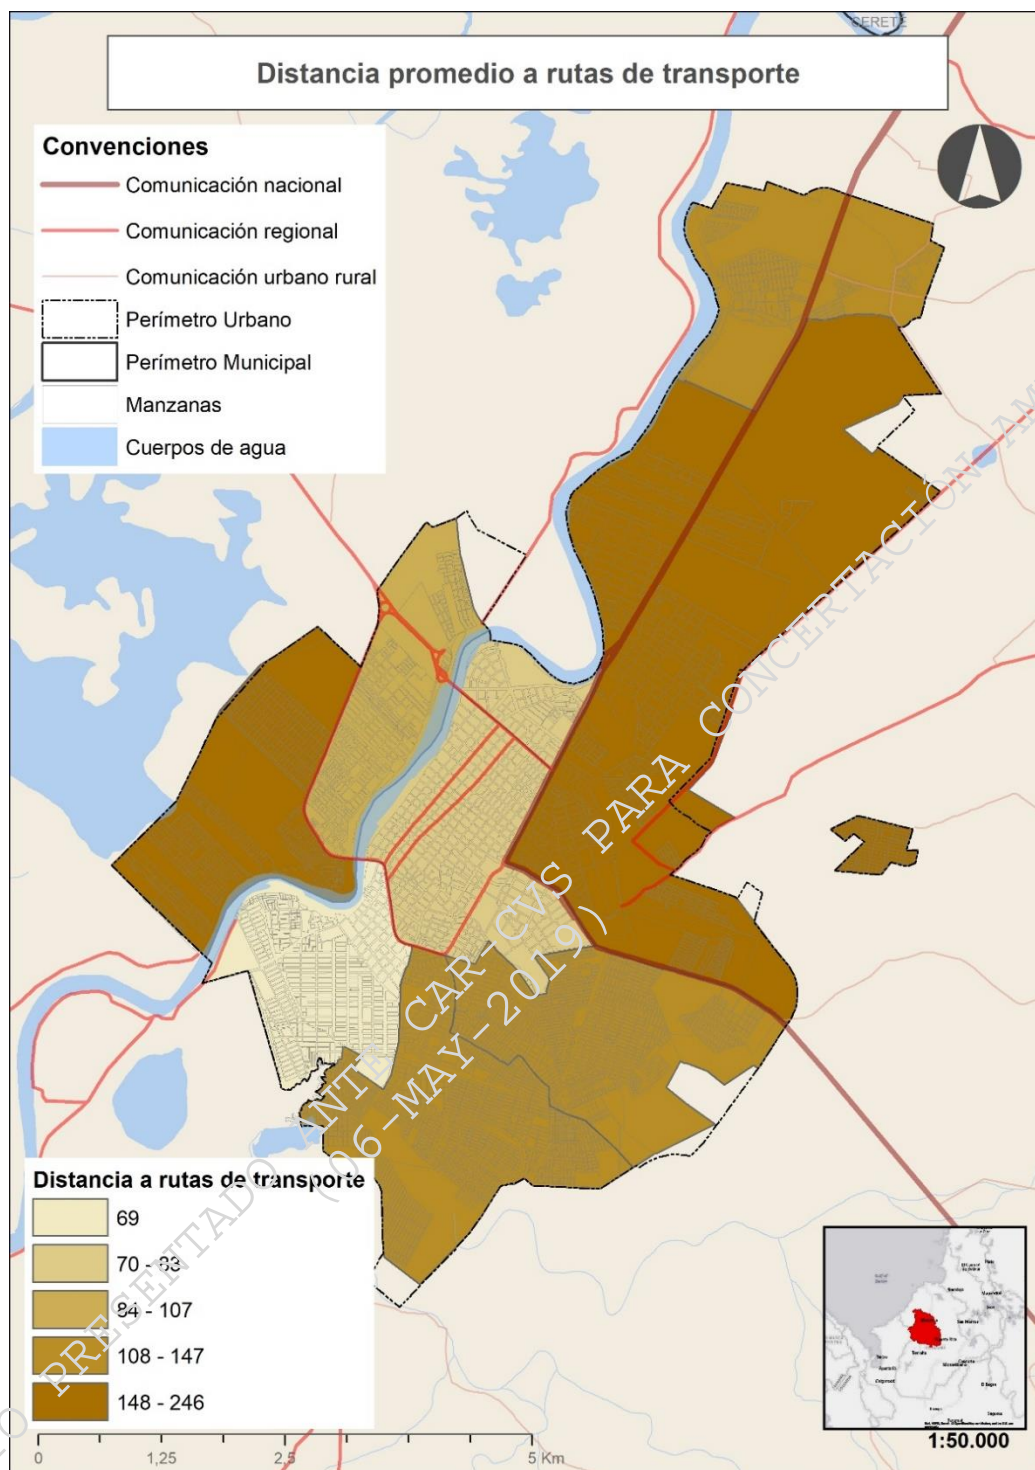 CERETÉ
Distancia promedio a rutas de transporte
Convenciones
Comunicación nacional
Comunicación regional
Comunicación urbano rural
Perímetro Urbano
Perímetro Municipal
Manzanas
Cuerpos de agua
PRESENTADO ANTE CAR-CVS PARA CONCERTACIÓN
(06-MAY-2019)
Distancia a rutas de transporte
69
70 - 83
84 - 107
108 - 147
148 - 246
0
1,25
2,5
5 Km
1:50.000